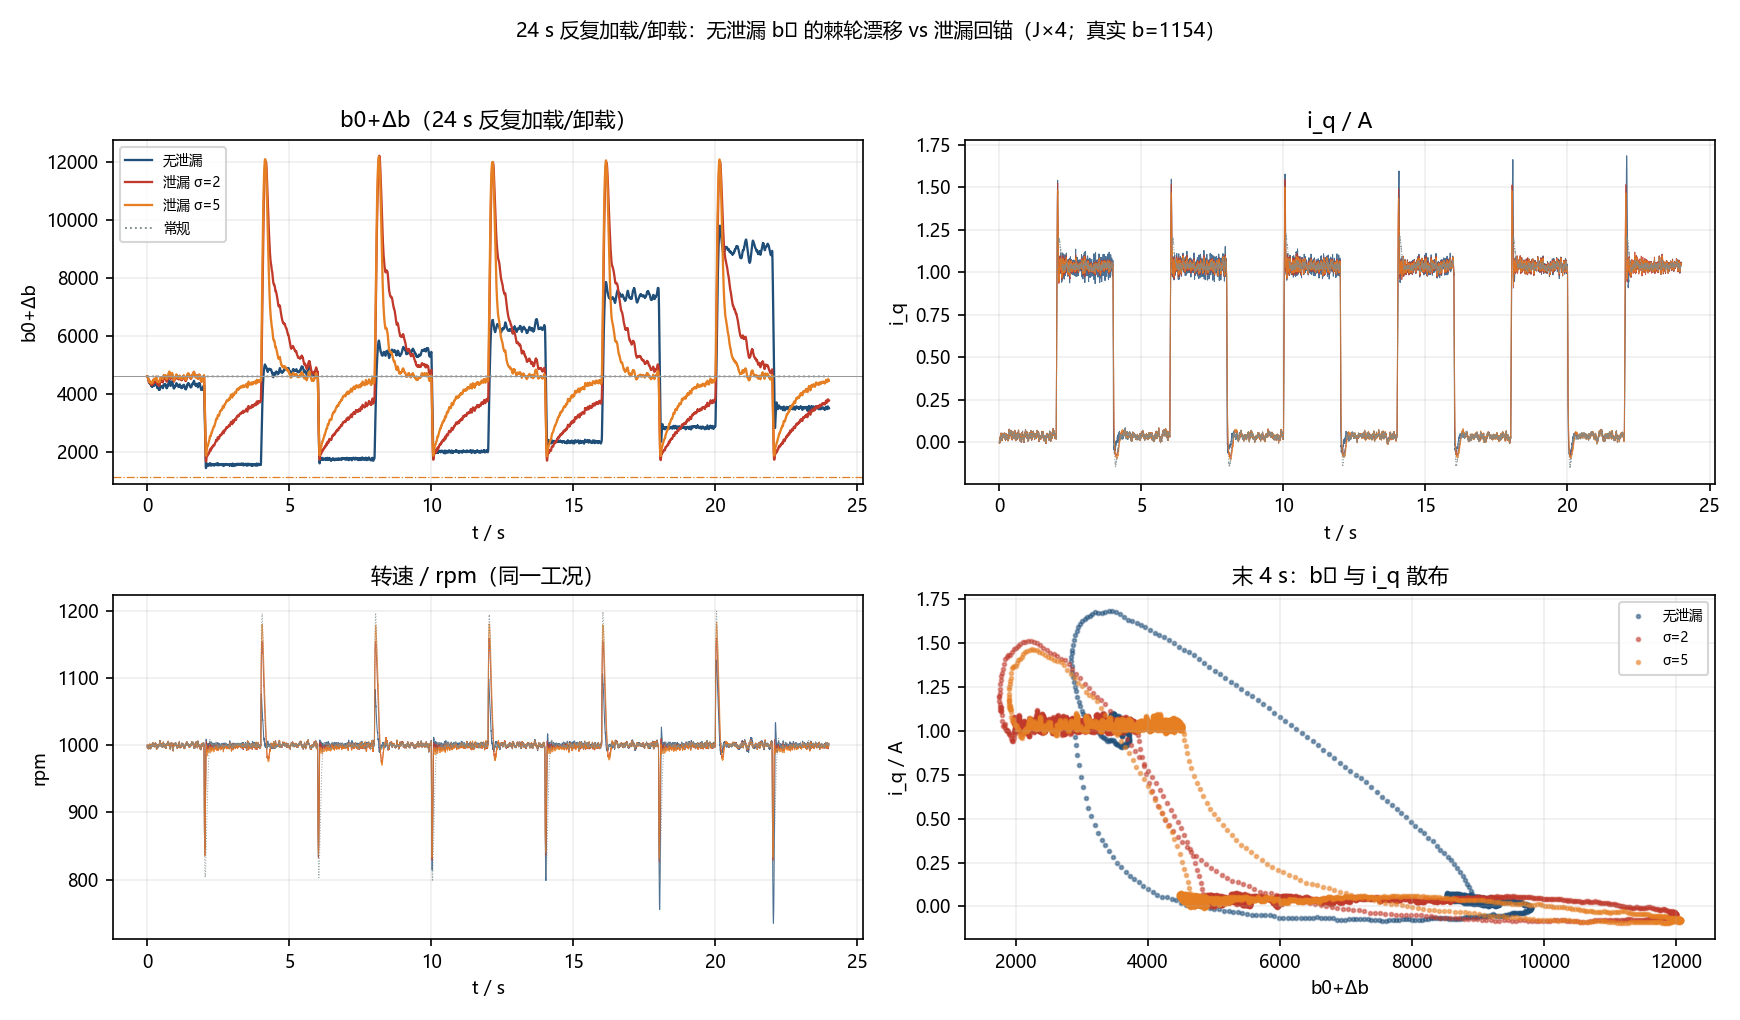 24 s 反复加载/卸载：无泄漏 b▯ 的棘轮漂移 vs 泄漏回锚（J×4；真实 b=1154）
b0+Δb（24 s 反复加载/卸载）
12000
10000
8000
6000
4000
2000
b0+Δb
无泄漏
泄漏 σ=2
泄漏 σ=5
常规
0 5 10 15 20 25
t / s
i_q / A
1.75
1.50
1.25
1.00
0.75
0.50
0.25
0.00
i_q
0 5 10 15 20 25
t / s
转速 / rpm（同一工况）
1200
1100
1000
900
800
rpm
0 5 10 15 20 25
t / s
末 4 s：b▯ 与 i_q 散布
1.75
1.50
1.25
1.00
0.75
0.50
0.25
0.00
i_q / A
无泄漏
σ=2
σ=5
2000 4000 6000 8000 10000 12000
b0+Δb